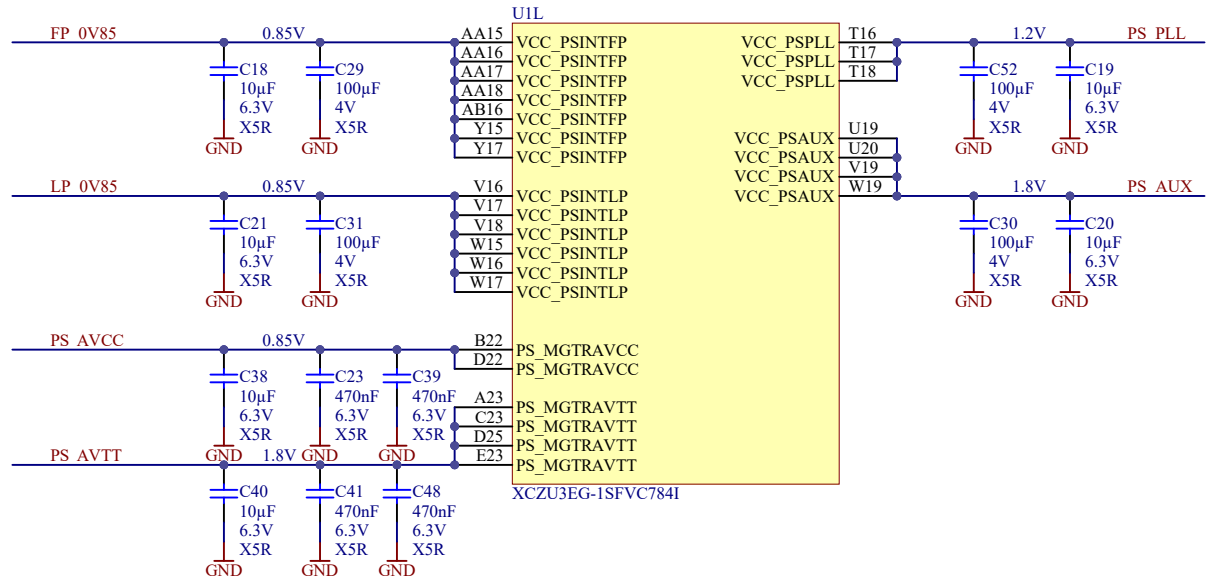 U1L
FP_0V85 0.85V
AA15 VCC_PSINTFP
AA16 VCC_PSINTFP
AA17 VCC_PSINTFP
AA18 VCC_PSINTFP
AB16 VCC_PSINTFP
Y15 VCC_PSINTFP
Y17 VCC_PSINTFP
C18
10µF
6.3V
X5R
GND
C29
100µF
4V
X5R
GND
VCC_PSPLL T16
VCC_PSPLL T17
VCC_PSPLL T18
1.2V PS_PLL
C52
100µF
4V
X5R
GND
C19
10µF
6.3V
X5R
GND
LP_0V85 0.85V
V16 VCC_PSINTLP
V17 VCC_PSINTLP
V18 VCC_PSINTLP
W15 VCC_PSINTLP
W16 VCC_PSINTLP
W17 VCC_PSINTLP
C21
10µF
6.3V
X5R
GND
C31
100µF
4V
X5R
GND
VCC_PSAUX U19
VCC_PSAUX U20
VCC_PSAUX V19
VCC_PSAUX W19
1.8V PS_AUX
C30
100µF
4V
X5R
GND
C20
10µF
6.3V
X5R
GND
PS_AVCC 0.85V
B22 PS_MGTRAVCC
D22 PS_MGTRAVCC
C38
10µF
6.3V
X5R
GND
C23
470nF
6.3V
X5R
GND
C39
470nF
6.3V
X5R
GND
PS_AVTT 1.8V
A23 PS_MGTRAVTT
C23 PS_MGTRAVTT
D25 PS_MGTRAVTT
E23 PS_MGTRAVTT
C40
10µF
6.3V
X5R
GND
C41
470nF
6.3V
X5R
GND
C48
470nF
6.3V
X5R
GND
XCZU3EG-1SFVC784I